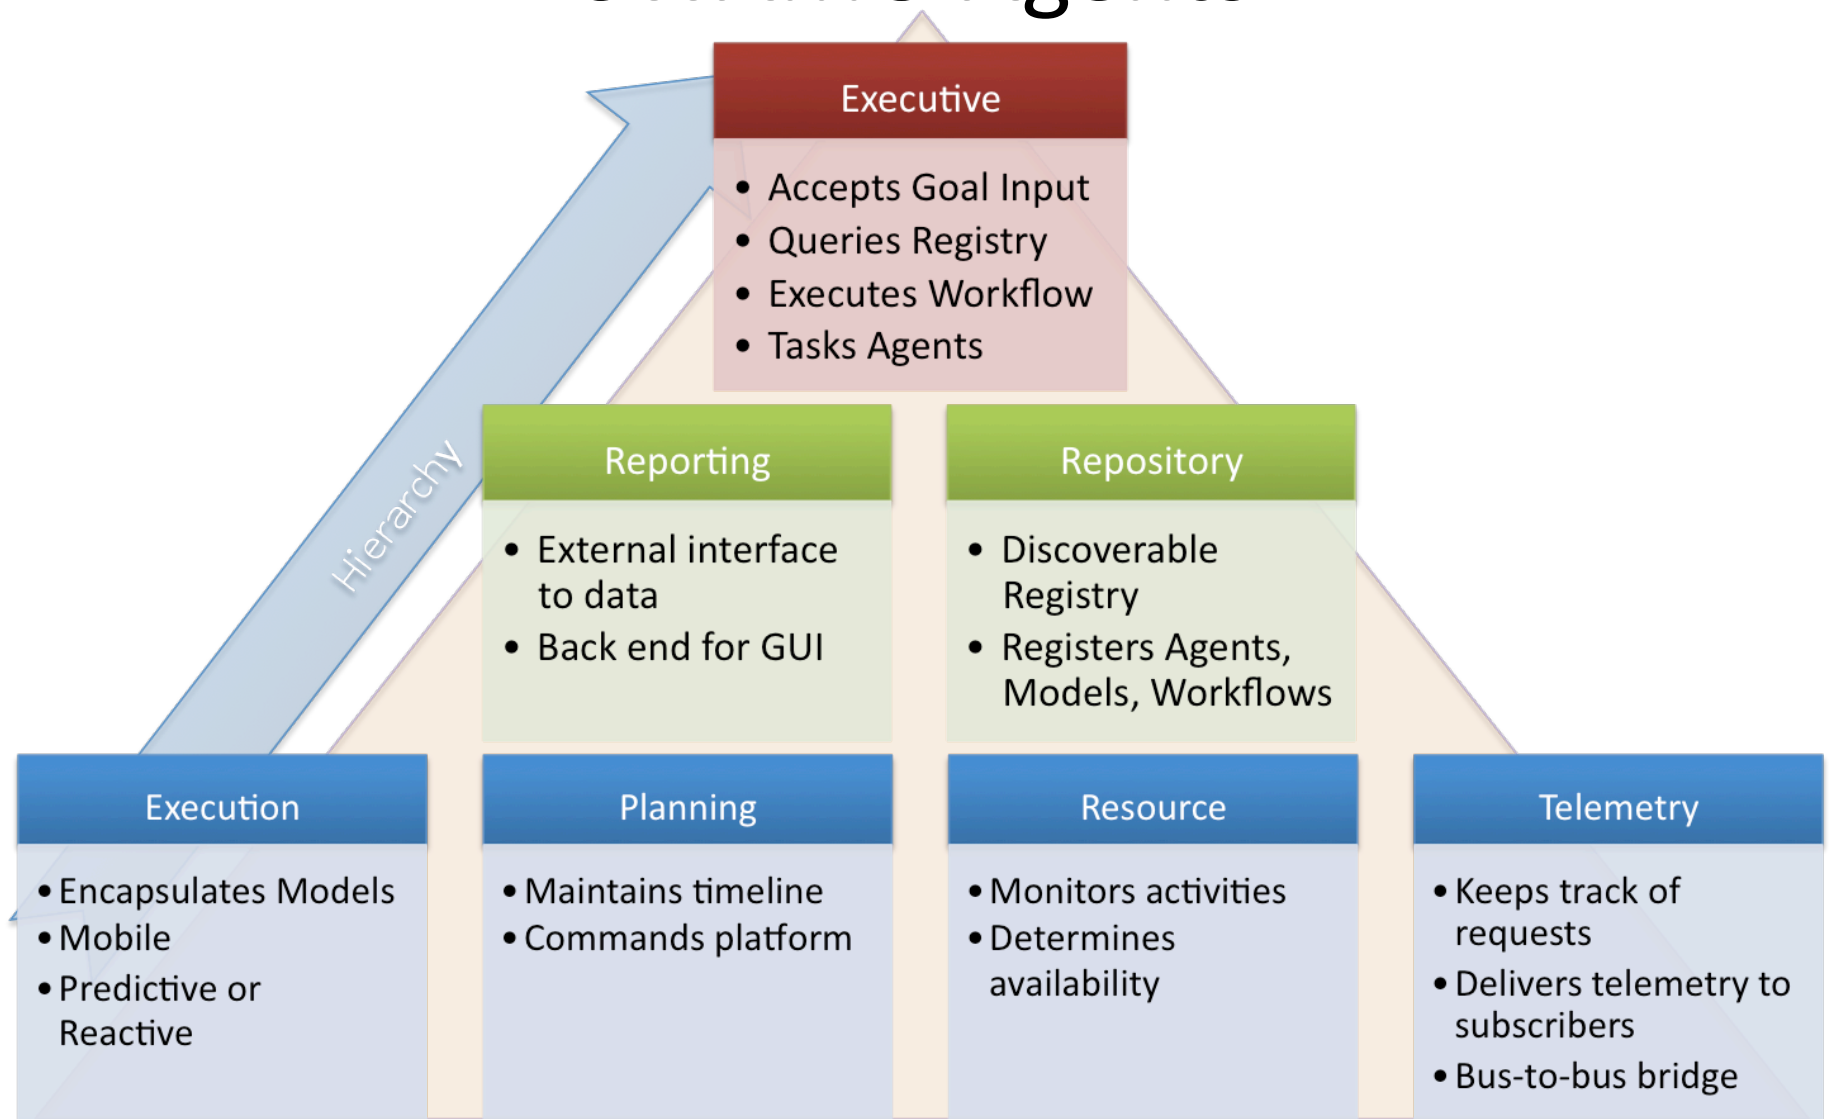 Executive
• Accepts Goal Input
• Queries Registry
• Executes Workflow
• Tasks Agents
Hierarchy
Reporting
• External interface
to data
• Back end for GUI
Repository
• Discoverable
Registry
• Registers Agents,
Models, Workflows
Execution
• Encapsulates Models
• Mobile
• Predictive or
Reactive
Planning
• Maintains timeline
• Commands platform
Resource
• Monitors activities
• Determines
availability
Telemetry
• Keeps track of
requests
• Delivers telemetry to
subscribers
• Bus-to-bus bridge